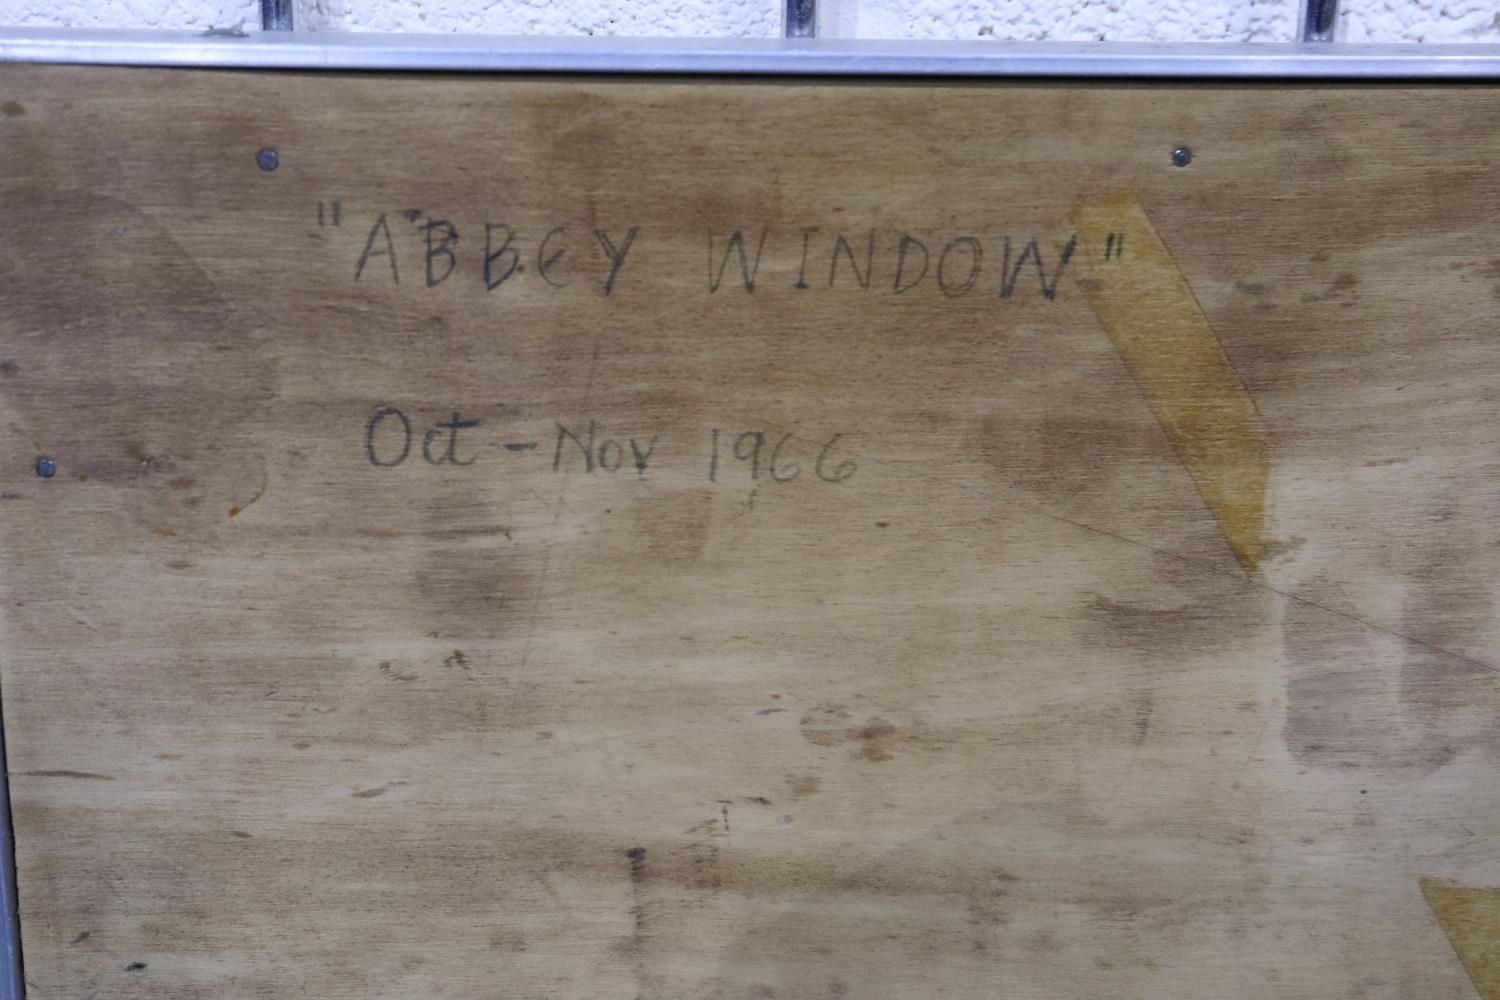 "ABBEY WINDOW"
Oct - Nov 1966